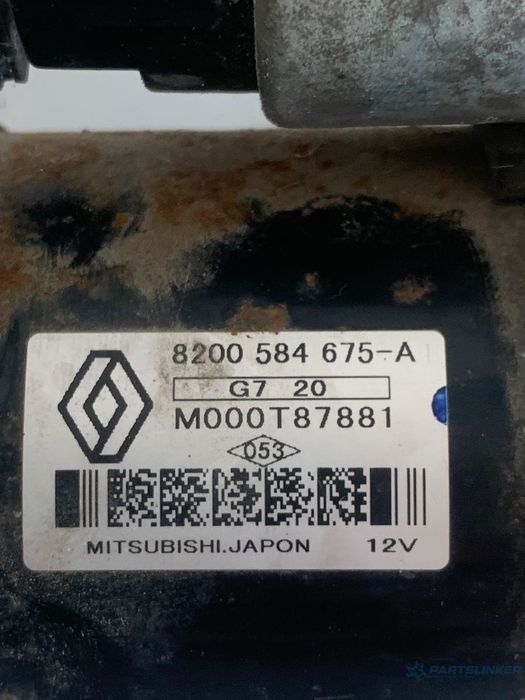 8200 584 675-A
G7 20
M000T87881
053
MITSUBISHI.JAPON 12V
PARTSLINKER